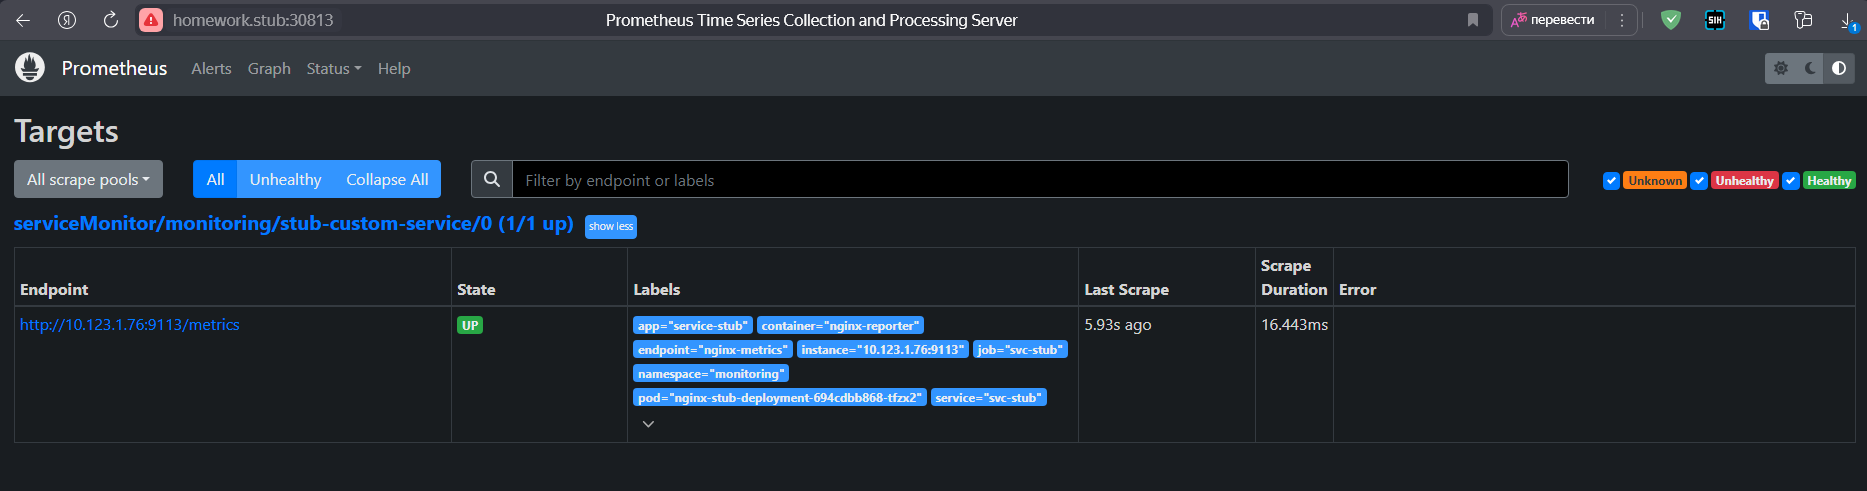 Я homework.stub:30813 Prometheus Time Series Collection and Processing Server перевести SIH 1
Prometheus Alerts Graph Status Help
Targets
All scrape pools All Unhealthy Collapse All Filter by endpoint or labels Unknown Unhealthy Healthy
serviceMonitor/monitoring/stub-custom-service/0 (1/1 up) show less
Endpoint State Labels Last Scrape Scrape Duration Error
http://10.123.1.76:9113/metrics UP app="service-stub" container="nginx-reporter" 5.93s ago 16.443ms
endpoint="nginx-metrics" instance="10.123.1.76:9113" job="svc-stub"
namespace="monitoring"
pod="nginx-stub-deployment-694cdbb868-tfzx2" service="svc-stub"